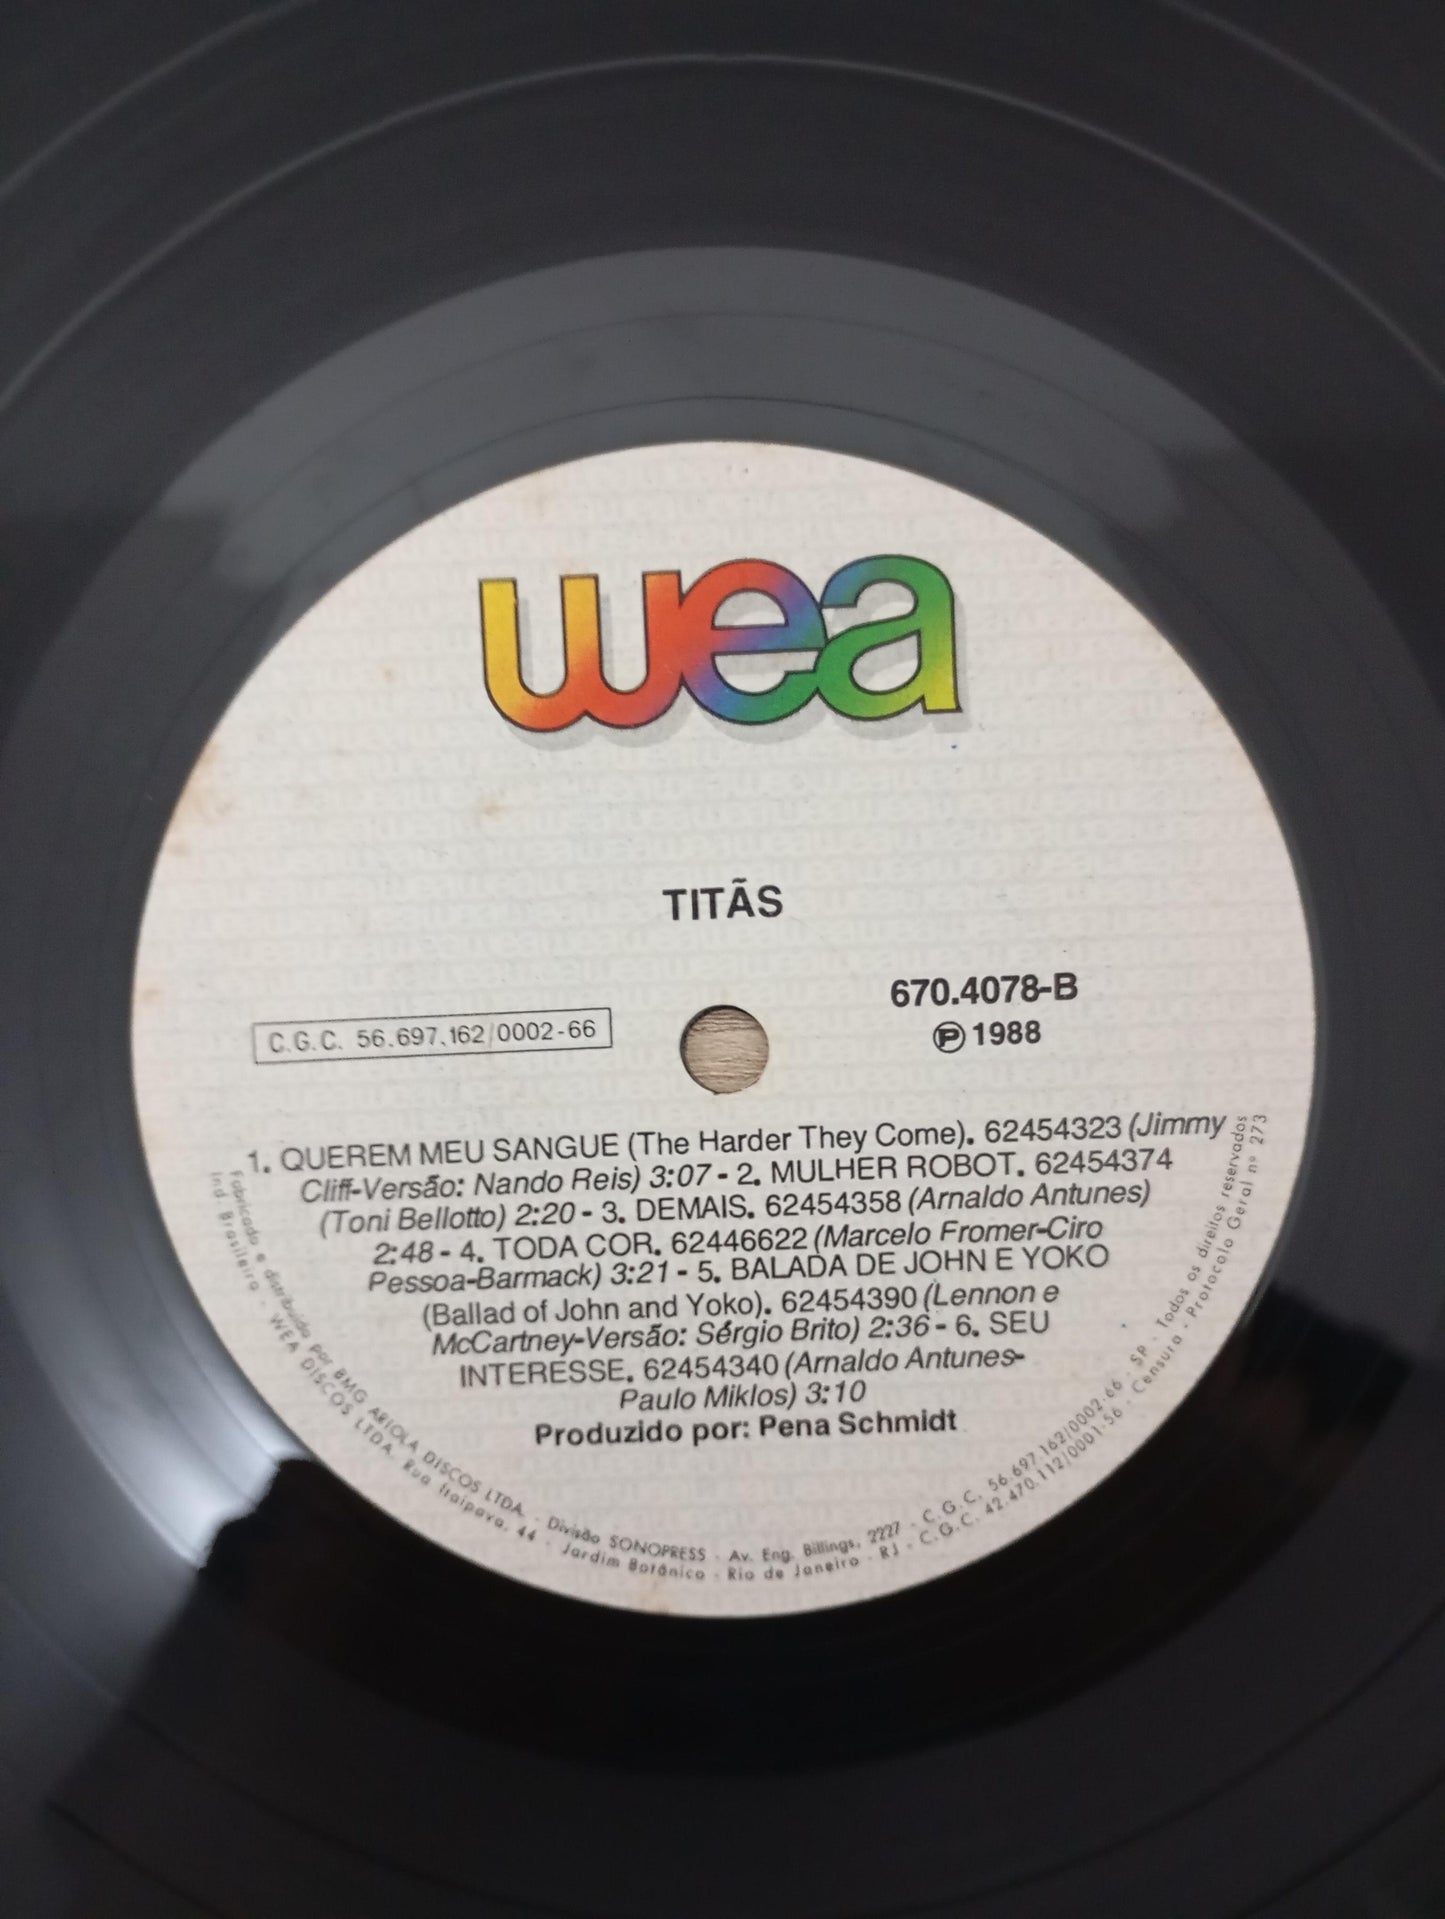 wea
TITÃS
670.4078-B
Ⓟ 1988
C.G.C. 56.697.162/0002-66
1. QUEREM MEU SANGUE (The Harder They Come). 62454323 (Jimmy
Cliff-Versão: Nando Reis) 3:07 - 2. MULHER ROBOT. 62454374
(Toni Bellotto) 2:20 - 3. DEMAIS. 62454358 (Arnaldo Antunes)
2:48 - 4. TODA COR. 62446622 (Marcelo Fromer-Ciro
Pessoa-Barmack) 3:21 - 5. BALADA DE JOHN E YOKO
(Ballad of John and Yoko). 62454390 (Lennon e
McCartney-Versão: Sérgio Brito) 2:36 - 6. SEU
INTERESSE. 62454340 (Arnaldo Antunes-
Paulo Miklos) 3:10
Produzido por: Pena Schmidt
Fabricado e distribuído por BMG ARIOLA DISCOS LTDA. - Divisão SONOPRESS - Av. Eng. Billings, 2227 - C.G.C. 56.697.162/0002-66 - SP - Todos os direitos reservados
Ind. Brasileira - WEA DISCOS LTDA. Rua Itaipava, 44 - Jardim Botânico - Rio de Janeiro - RJ - C.G.C. 42.470.112/0001-56 - Censura - Protocolo Geral nº 273